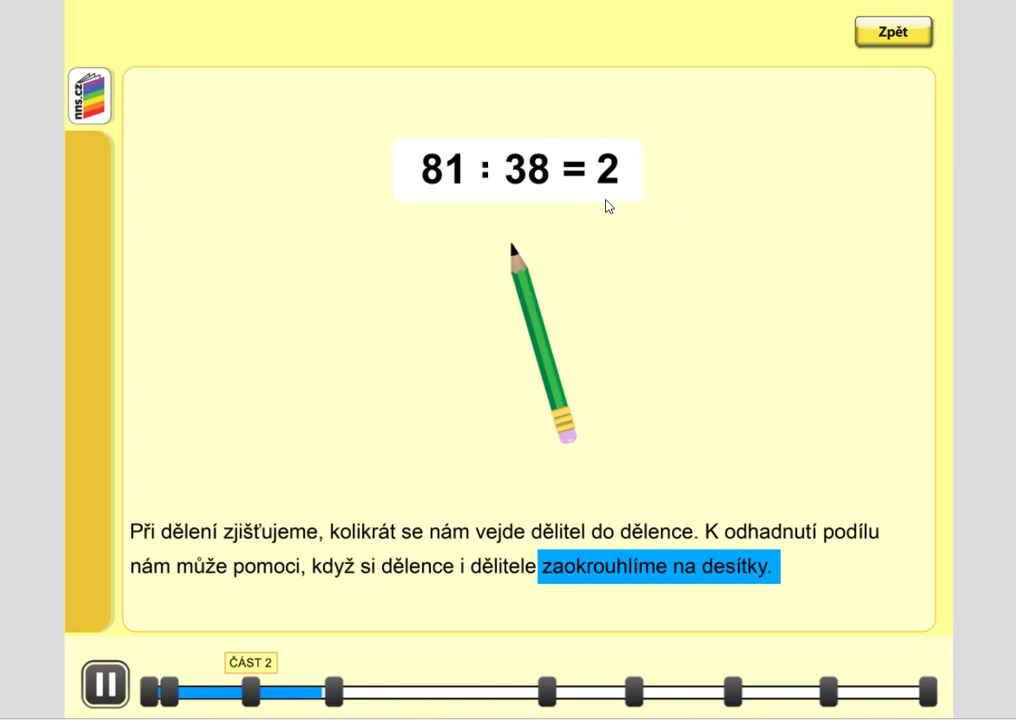 Zpět
nns.cz
81 : 38 = 2
Při dělení zjišťujeme, kolikrát se nám vejde dělitel do dělence. K odhadnutí podílu
nám může pomoci, když si dělence i dělitele zaokrouhlíme na desítky.
ČÁST 2